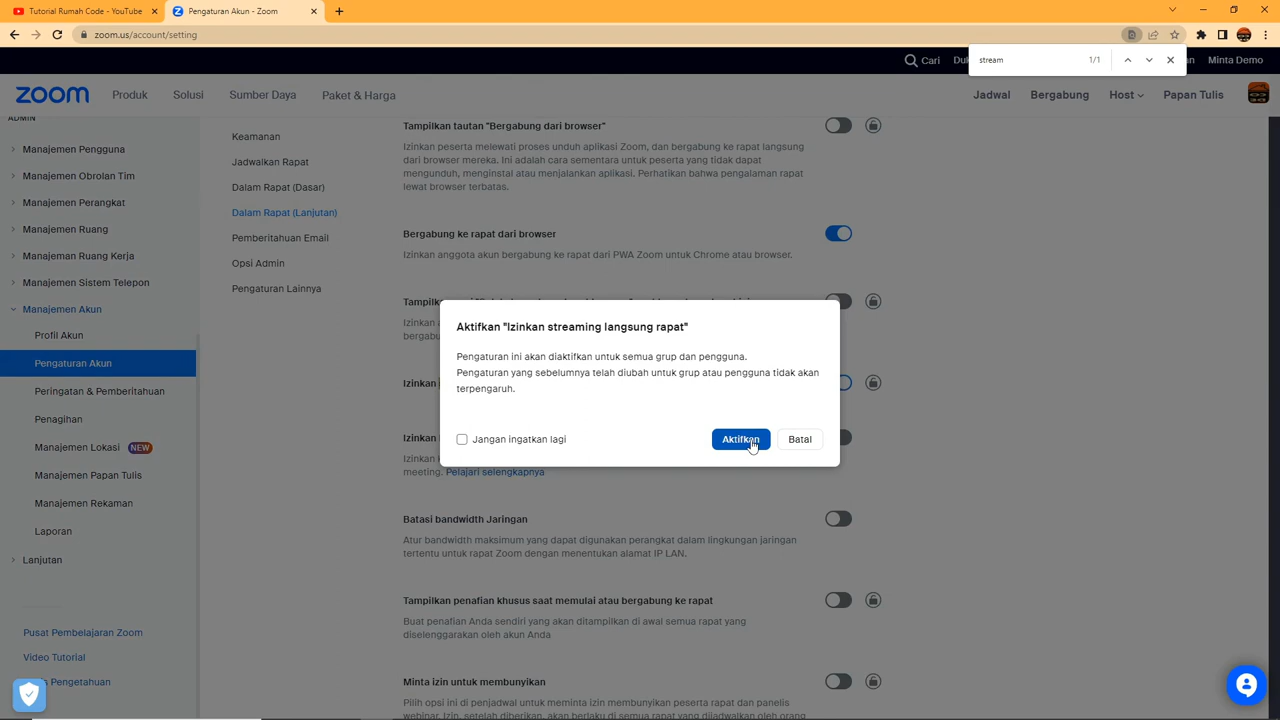 Tutorial Rumah Code - YouTube
Pengaturan Akun - Zoom
zoom.us/account/setting
stream
1/1
Cari
Minta Demo
zoom
Produk
Solusi
Sumber Daya
Paket & Harga
Jadwal
Bergabung
Host
Papan Tulis
ADMIN
Manajemen Pengguna
Manajemen Obrolan Tim
Manajemen Perangkat
Manajemen Ruang
Manajeman Ruang Kerja
Manajemen Sistem Telepon
Manajemen Akun
Profil Akun
Pengaturan Akun
Peringatan & Pemberitahuan
Penagihan
Manajemen Lokasi NEW
Manajemen Papan Tulis
Manajemen Rekaman
Laporan
Lanjutan
Pusat Pembelajaran Zoom
Video Tutorial
Pengetahuan
Keamanan
Jadwalkan Rapat
Dalam Rapat (Dasar)
Dalam Rapat (Lanjutan)
Pemberitahuan Email
Opsi Admin
Pengaturan Lainnya
Tampilkan tautan "Bergabung dari browser"
Izinkan peserta melewati proses unduh aplikasi Zoom, dan bergabung ke rapat langsung
dari browser mereka. Ini adalah cara sementara untuk peserta yang tidak dapat
mengunduh, menginstal atau menjalankan aplikasi. Perhatikan bahwa pengalaman rapat
lewat browser terbatas.
Bergabung ke rapat dari browser
Izinkan anggota akun bergabung ke rapat dari PWA Zoom untuk Chrome atau browser.
Aktifkan "Izinkan streaming langsung rapat"
Pengaturan ini akan diaktifkan untuk semua grup dan pengguna.
Pengaturan yang sebelumnya telah diubah untuk grup atau pengguna tidak akan
terpengaruh.
Jangan ingatkan lagi
Aktifkan
Batal
meeting. Pelajari selengkapnya
Batasi bandwidth Jaringan
Atur bandwidth maksimum yang dapat digunakan perangkat dalam lingkungan jaringan
tertentu untuk rapat Zoom dengan menentukan alamat IP LAN.
Tampilkan penafian khusus saat memulai atau bergabung ke rapat
Buat penafian Anda sendiri yang akan ditampilkan di awal semua rapat yang
diselenggarakan oleh akun Anda
Minta izin untuk membunyikan
Pilih opsi ini di penjadwal untuk meminta izin membunyikan peserta rapat dan panelis
webinar. Izin, setelah diberikan, akan berlaku di semua rapat yang dijadwalkan oleh orang